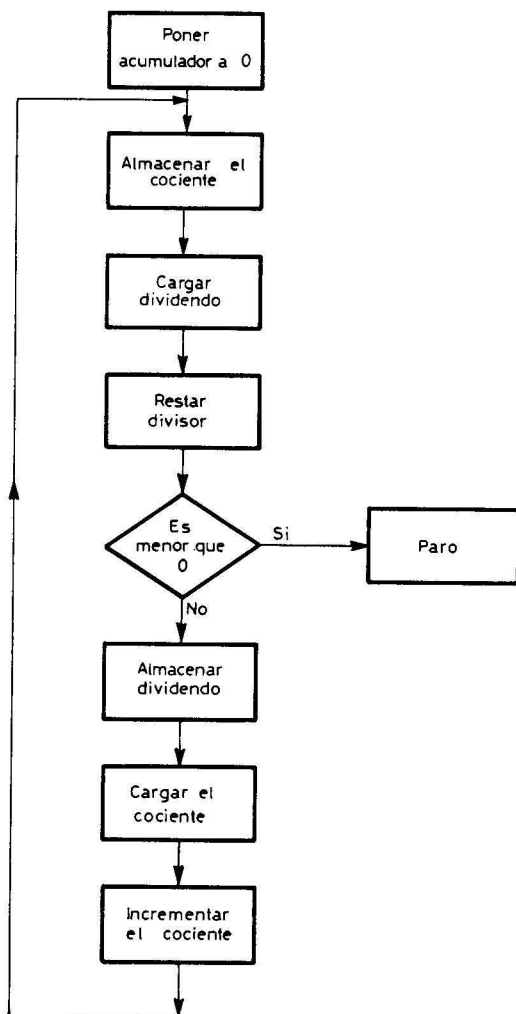 Poner
acumulador a 0
Almacenar el
cociente
Cargar
dividendo
Restar
divisor
Es
menor que
0
Si
Paro
No
Almacenar
dividendo
Cargar el
cociente
Incrementar
el cociente